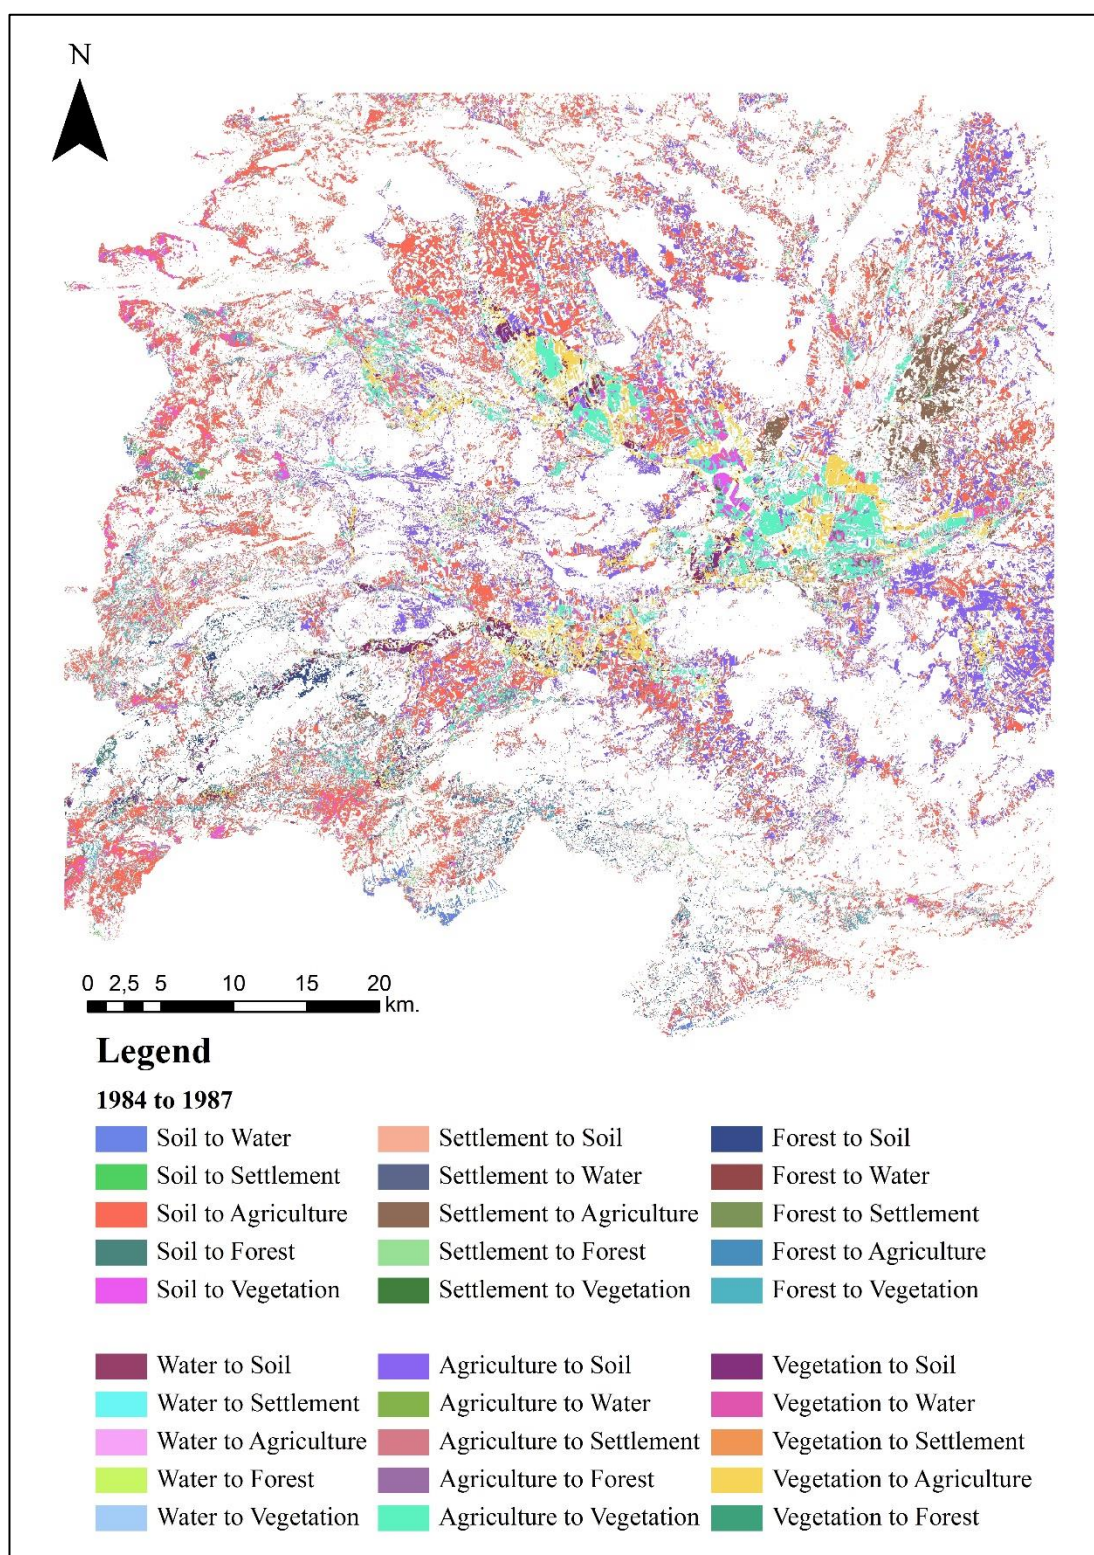 N
0 2,5 5 10 15 20
km.
Legend
1984 to 1987
Soil to Water
Soil to Settlement
Soil to Agriculture
Soil to Forest
Soil to Vegetation
Settlement to Soil
Settlement to Water
Settlement to Agriculture
Settlement to Forest
Settlement to Vegetation
Forest to Soil
Forest to Water
Forest to Settlement
Forest to Agriculture
Forest to Vegetation
Water to Soil
Water to Settlement
Water to Agriculture
Water to Forest
Water to Vegetation
Agriculture to Soil
Agriculture to Water
Agriculture to Settlement
Agriculture to Forest
Agriculture to Vegetation
Vegetation to Soil
Vegetation to Water
Vegetation to Settlement
Vegetation to Agriculture
Vegetation to Forest